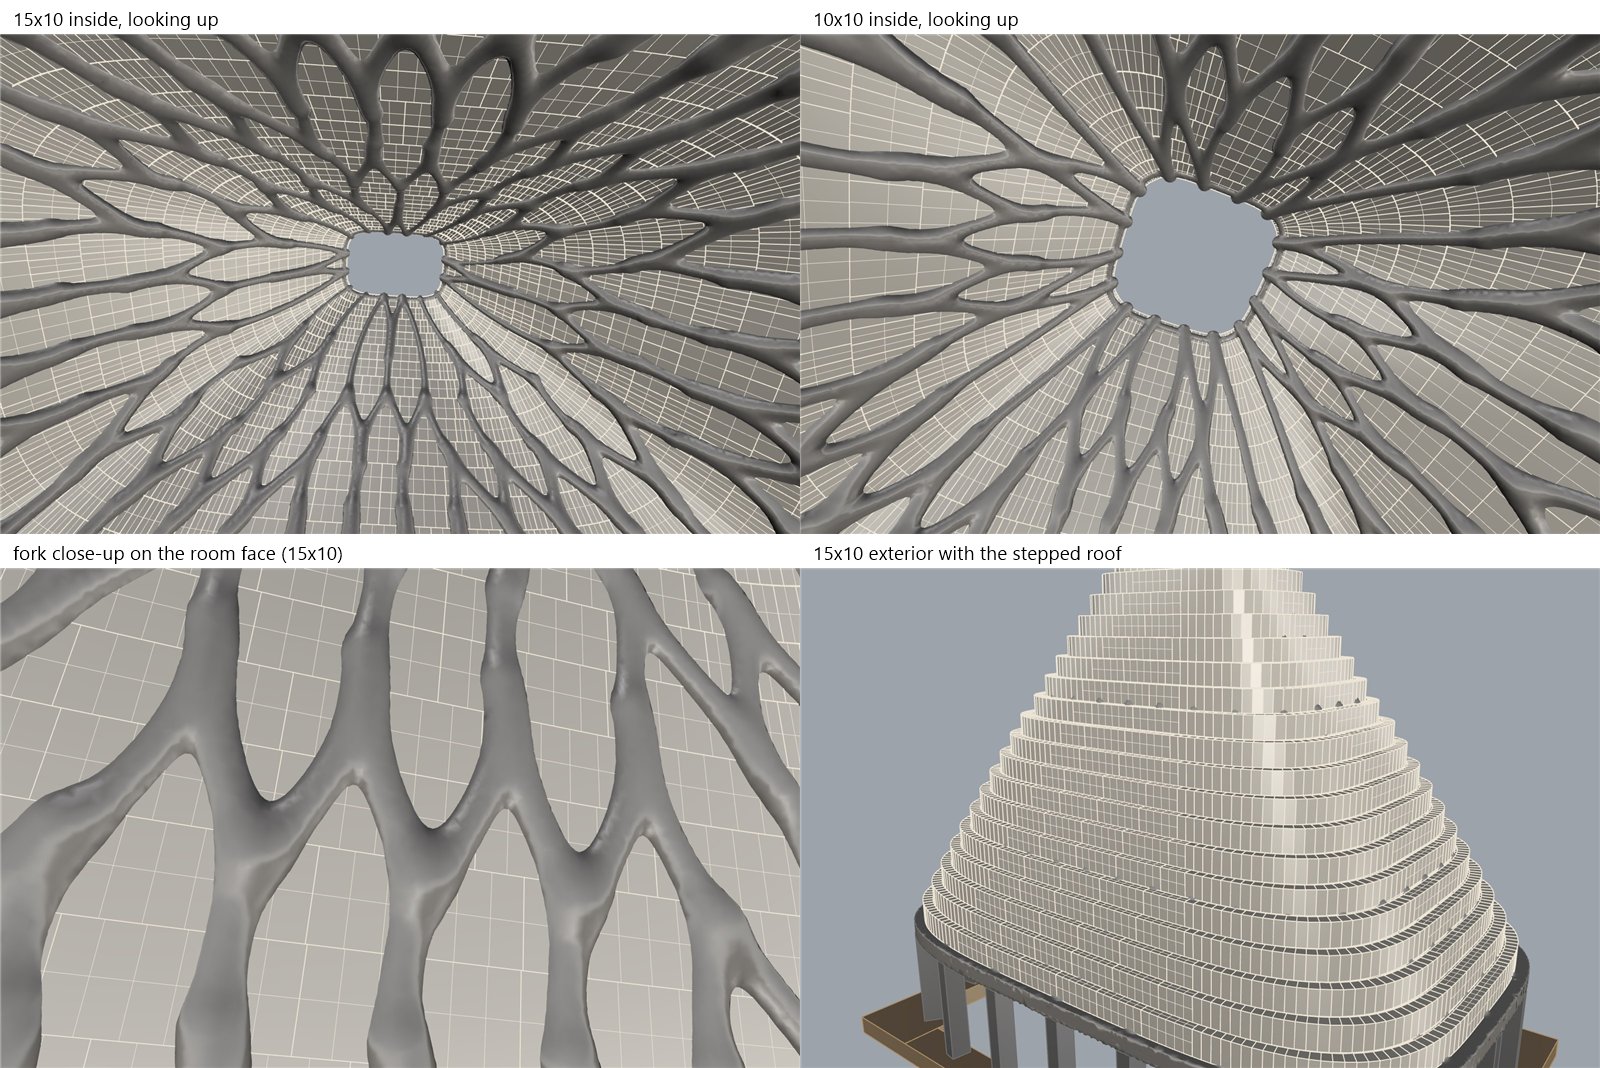 15x10 inside, looking up
10x10 inside, looking up
fork close-up on the room face (15x10)
15x10 exterior with the stepped roof